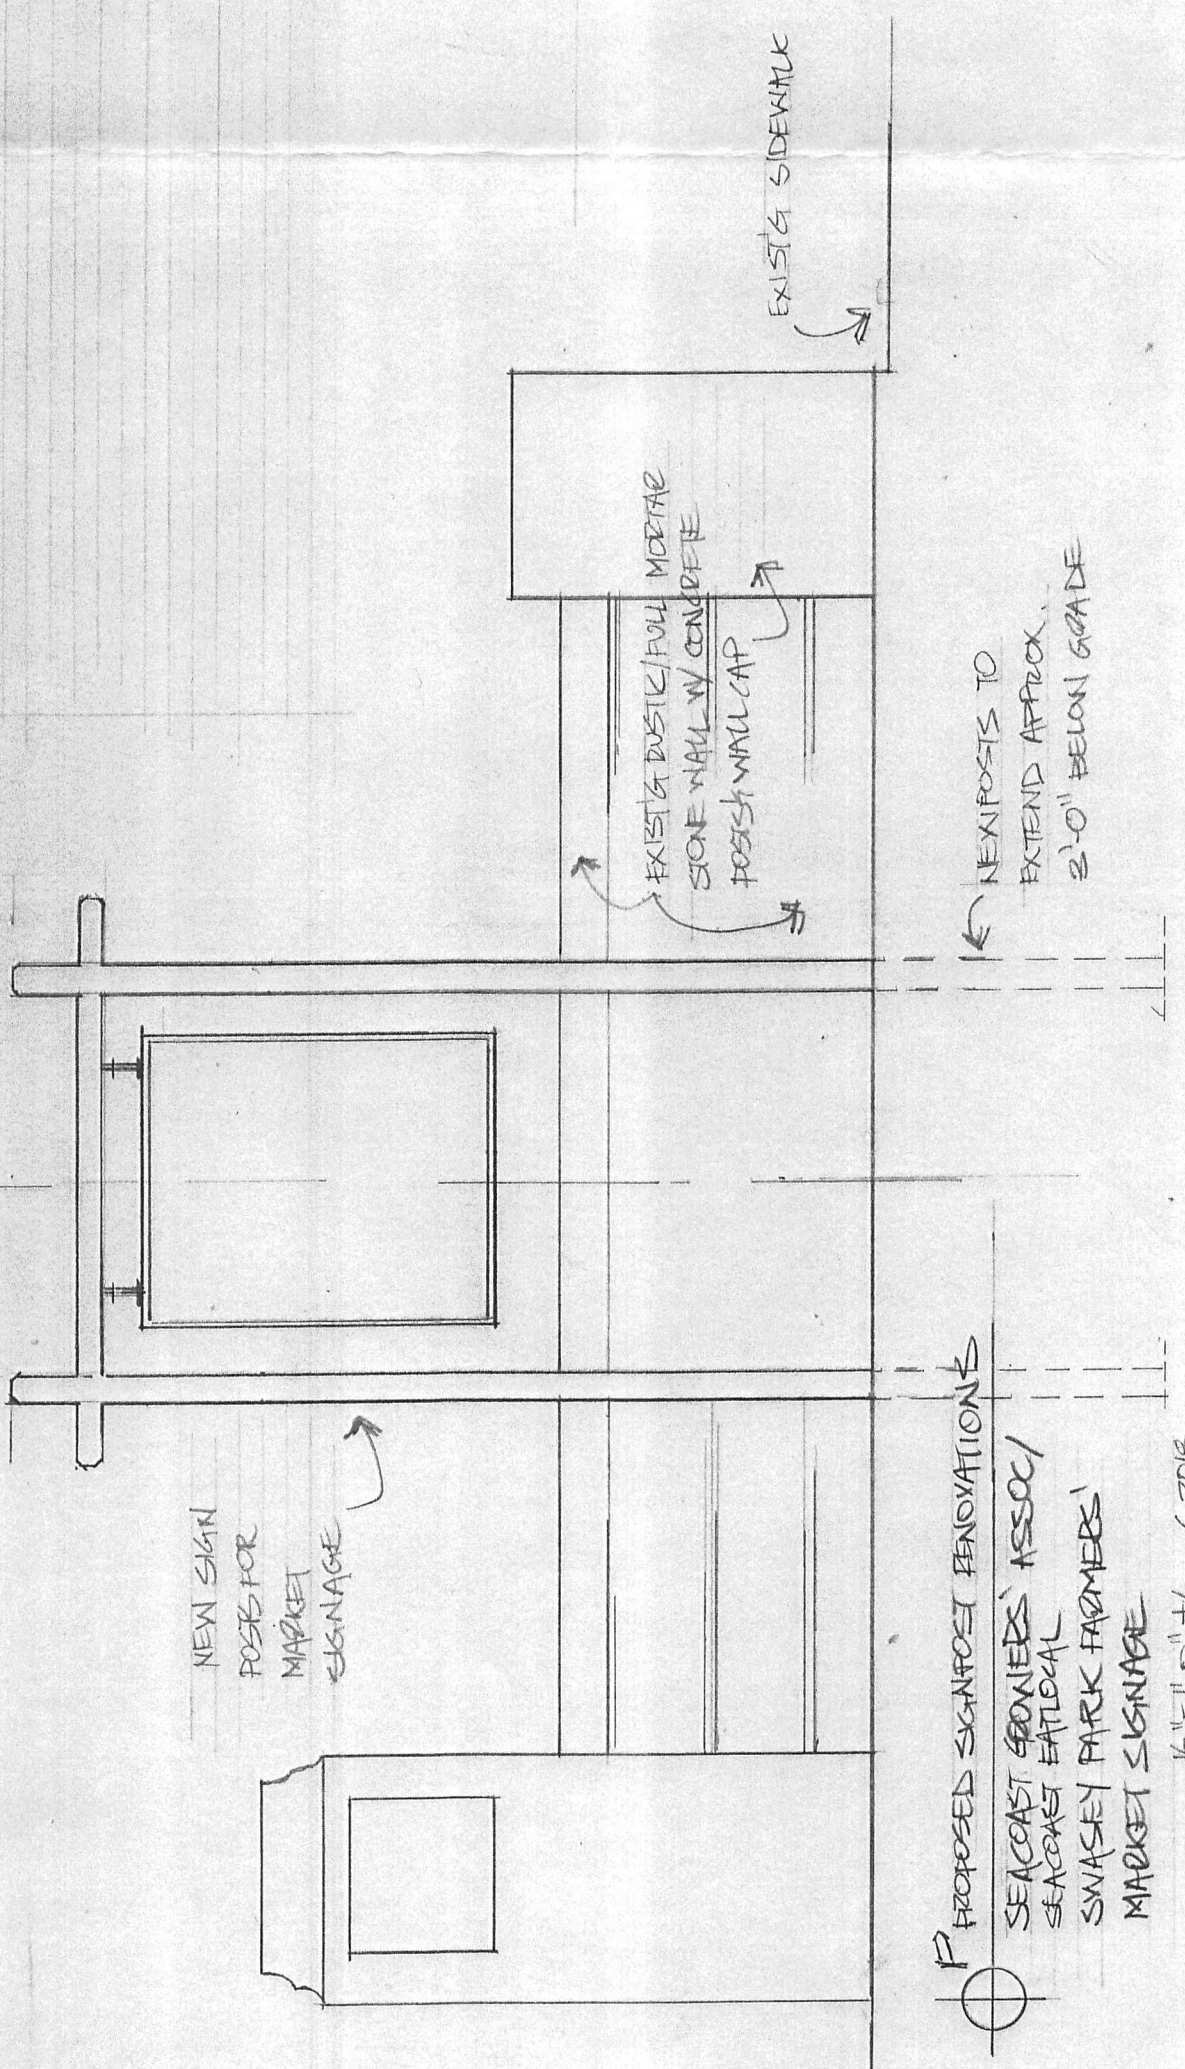 NEW SIGN
POSTS FOR
MARKET
SIGNAGE
EXIST'G RUSTIC/FULL MORTAR
STONE WALL W/ CONCRETE
POSTS & WALL CAP
EXIST'G SIDEWALK
NEW POSTS TO
EXTEND APPROX.
3'-0" BELOW GRADE
P PROPOSED SIGNPOST RENOVATIONS
SEACOAST GROWERS' ASSOC/
SEACOAST EATLOCAL
SWASEY PARK FARMERS'
MARKET SIGNAGE